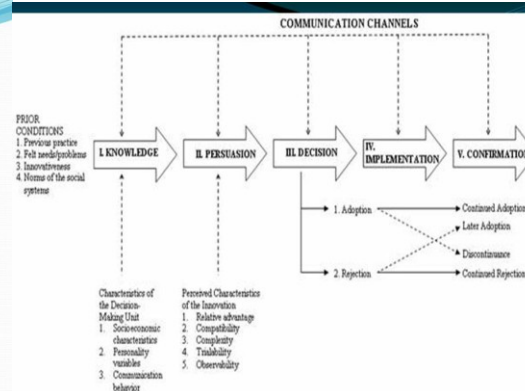 COMMUNICATION CHANNELS
PRIOR
CONDITIONS
1. Previous practice
2. Felt needs/problems
3. Innovativeness
4. Norms of the social
systems
I. KNOWLEDGE
II. PERSUASION
III. DECISION
IV.
IMPLEMENTATION
V. CONFIRMATION
1. Adoption
Continued Adoption
Later Adoption
Discontinuance
2. Rejection
Continued Rejection
Characteristics of
the Decision-
Making Unit
1. Socioeconomic
characteristics
2. Personality
variables
3. Communication
behavior
Perceived Characteristics
of the Innovation
1. Relative advantage
2. Compatibility
3. Complexity
4. Trialability
5. Observability